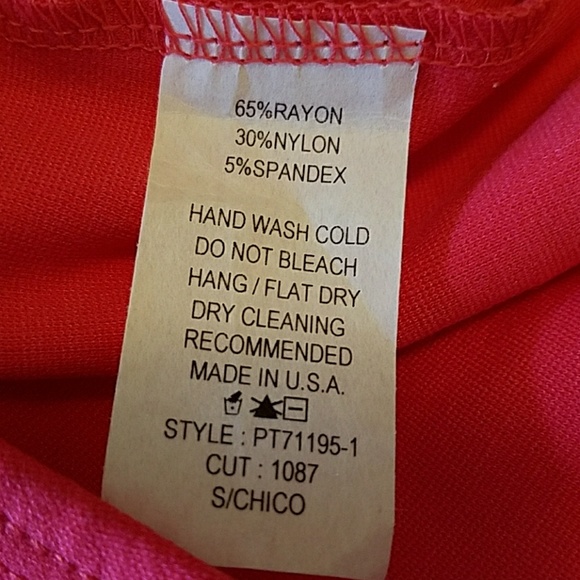 65%RAYON
30%NYLON
5%SPANDEX
HAND WASH COLD
DO NOT BLEACH
HANG / FLAT DRY
DRY CLEANING
RECOMMENDED
MADE IN U.S.A.
STYLE : PT71195-1
CUT : 1087
S/CHICO